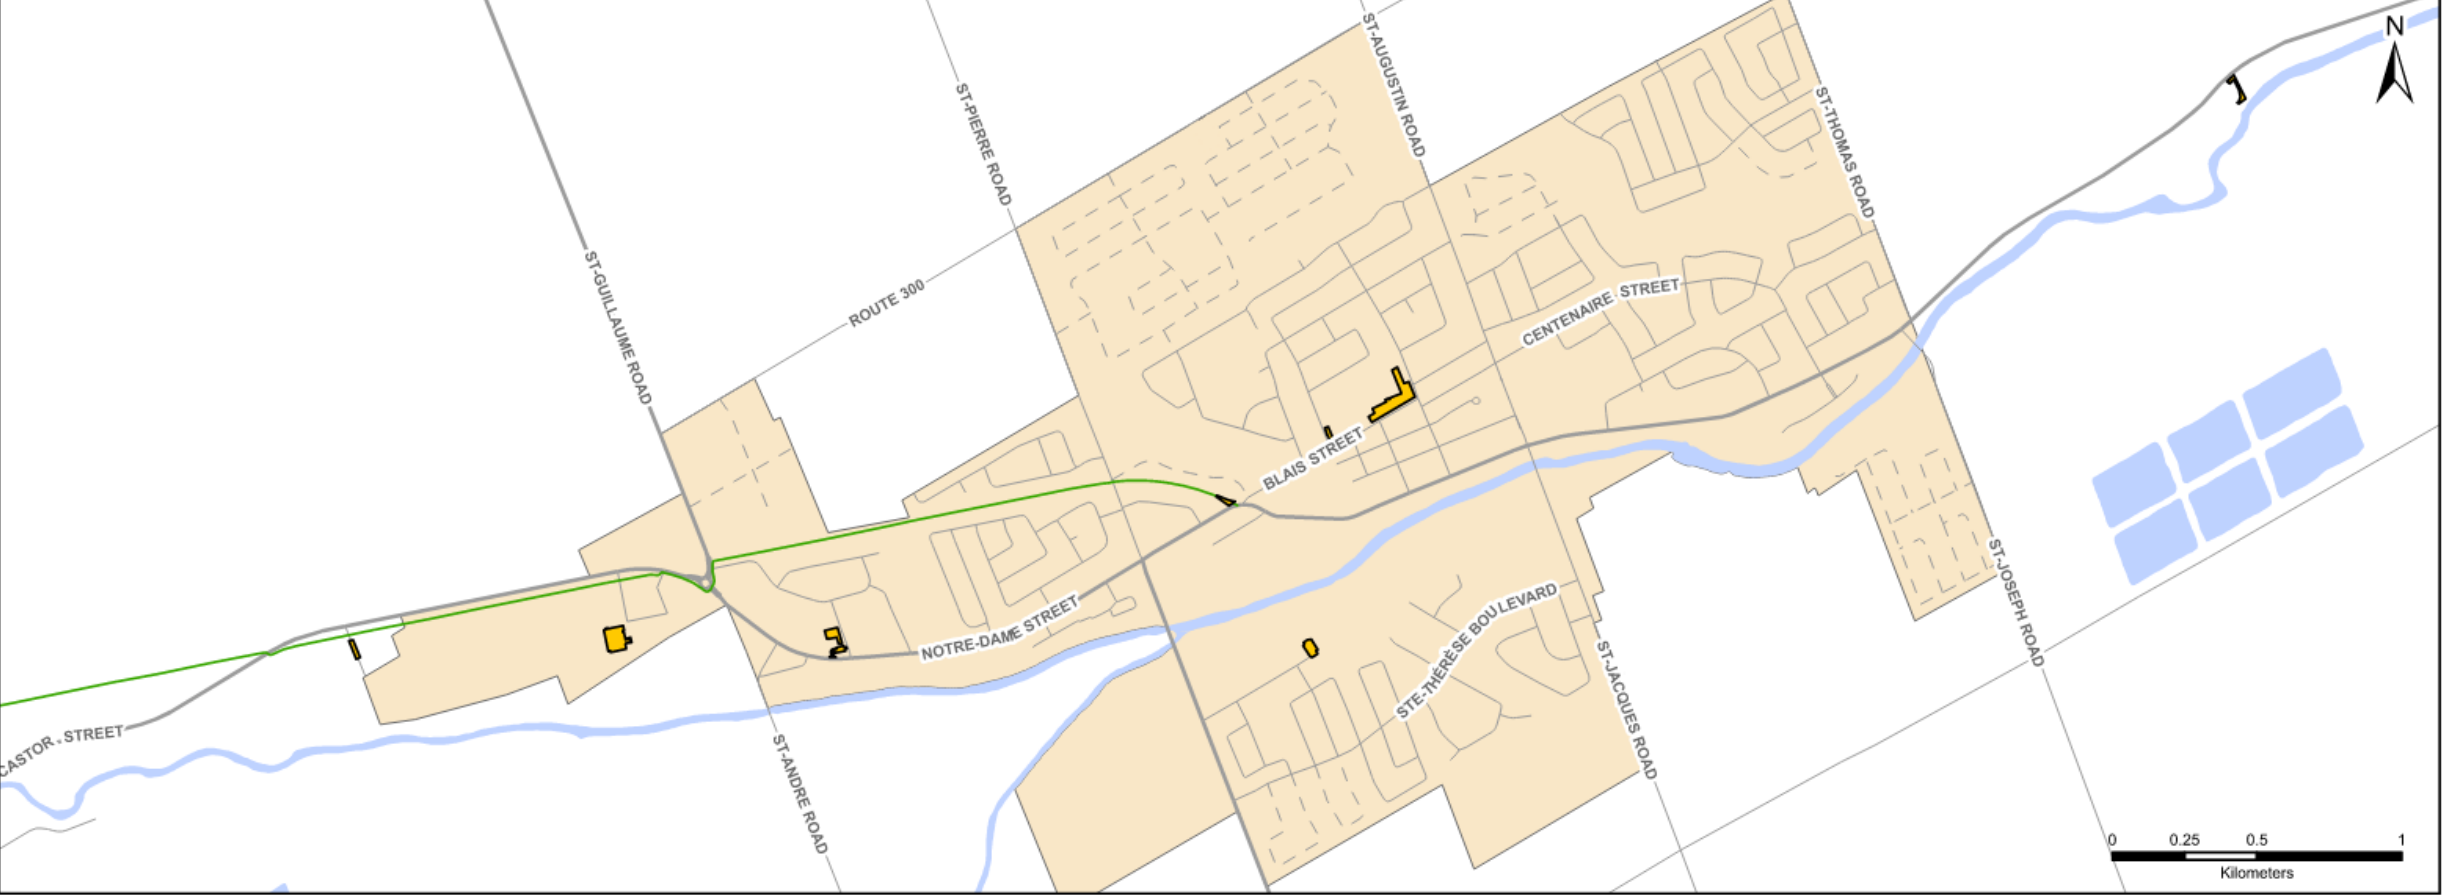 ST-AUGUSTIN ROAD
N
ST-PIERRE ROAD
ST-THOMAS ROAD
ST-GUILLAUME ROAD
ROUTE 300
CENTENAIRE STREET
BLAIS STREET
NOTRE-DAME STREET
STE-THÉRÈSE BOULEVARD
ST-JOSEPH ROAD
ST-JACQUES ROAD
CASTOR STREET
ST-ANDRE ROAD
0 0.25 0.5 1
Kilometers